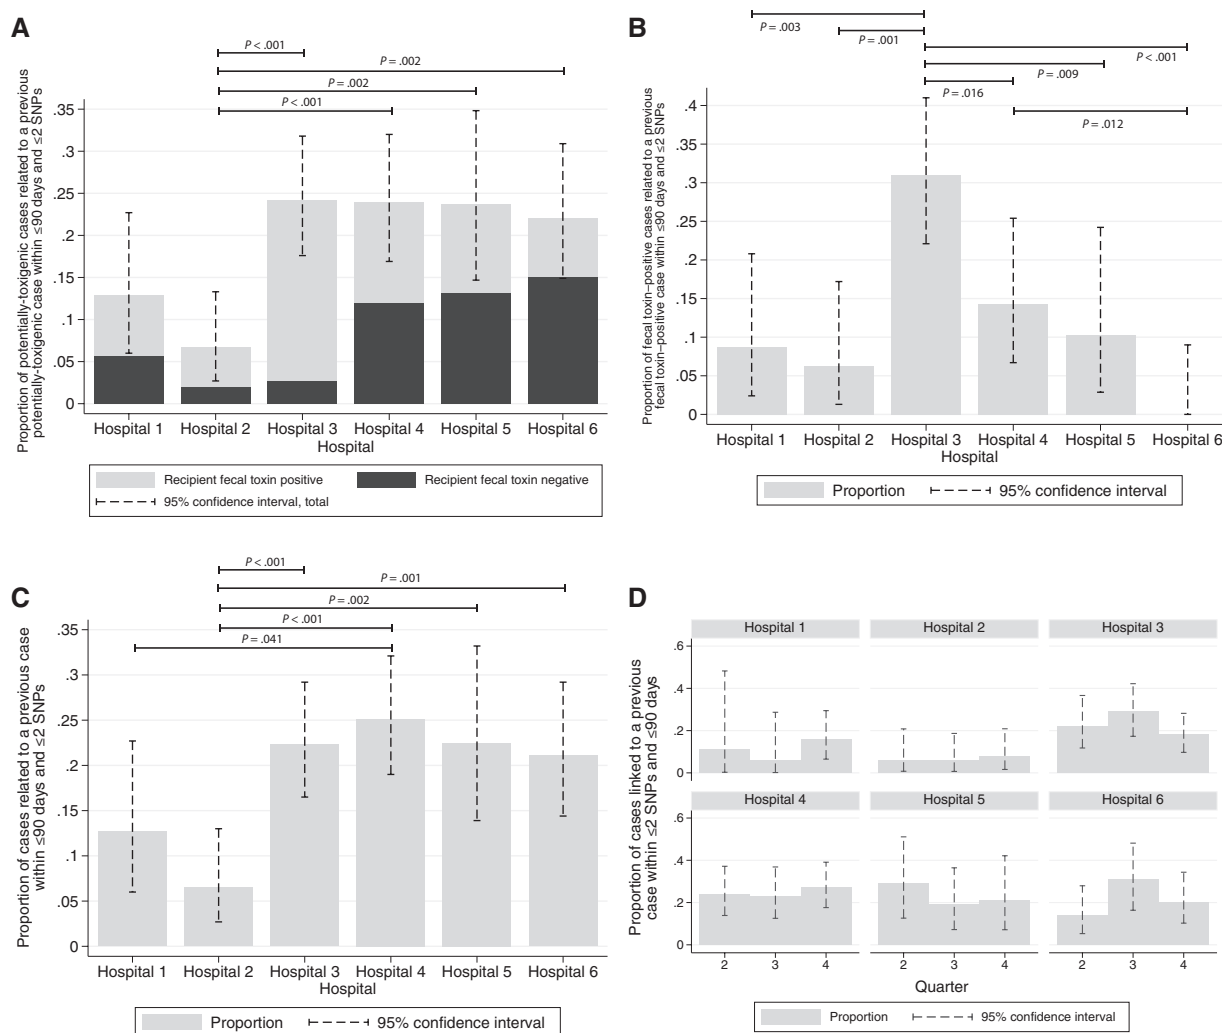 A
P < .001
P = .002
P = .002
P < .001
Proportion of potentially-toxigenic cases related to a previous
potentially-toxigenic case within ≤90 days and ≤2 SNPs
.35
.3
.25
.2
.15
.1
.05
0
Hospital 1 Hospital 2 Hospital 3 Hospital 4 Hospital 5 Hospital 6
Hospital
Recipient fecal toxin positive Recipient fecal toxin negative
95% confidence interval, total
B
P = .003
P = .001
P < .001
P = .009
P = .016
P = .012
Proportion of fecal toxin–positive cases related to a previous
fecal toxin–positive case within ≤90 days and ≤2 SNPs
.4
.3
.2
.15
.1
.05
0
Hospital 1 Hospital 2 Hospital 3 Hospital 4 Hospital 5 Hospital 6
Hospital
Proportion 95% confidence interval
C
P < .001
P = .001
P = .002
P < .001
P = .041
Proportion of cases related to a previous case
within ≤90 days and ≤2 SNPs
.35
.3
.25
.2
.15
.1
.05
0
Hospital 1 Hospital 2 Hospital 3 Hospital 4 Hospital 5 Hospital 6
Hospital
Proportion 95% confidence interval
D
Proportion of cases linked to a previous
case within ≤2 SNPs and ≤90 days
Hospital 1 Hospital 2 Hospital 3
.6
.4
.2
0
Hospital 4 Hospital 5 Hospital 6
.6
.4
.2
0
2 3 4 2 3 4 2 3 4
Quarter
Proportion 95% confidence interval